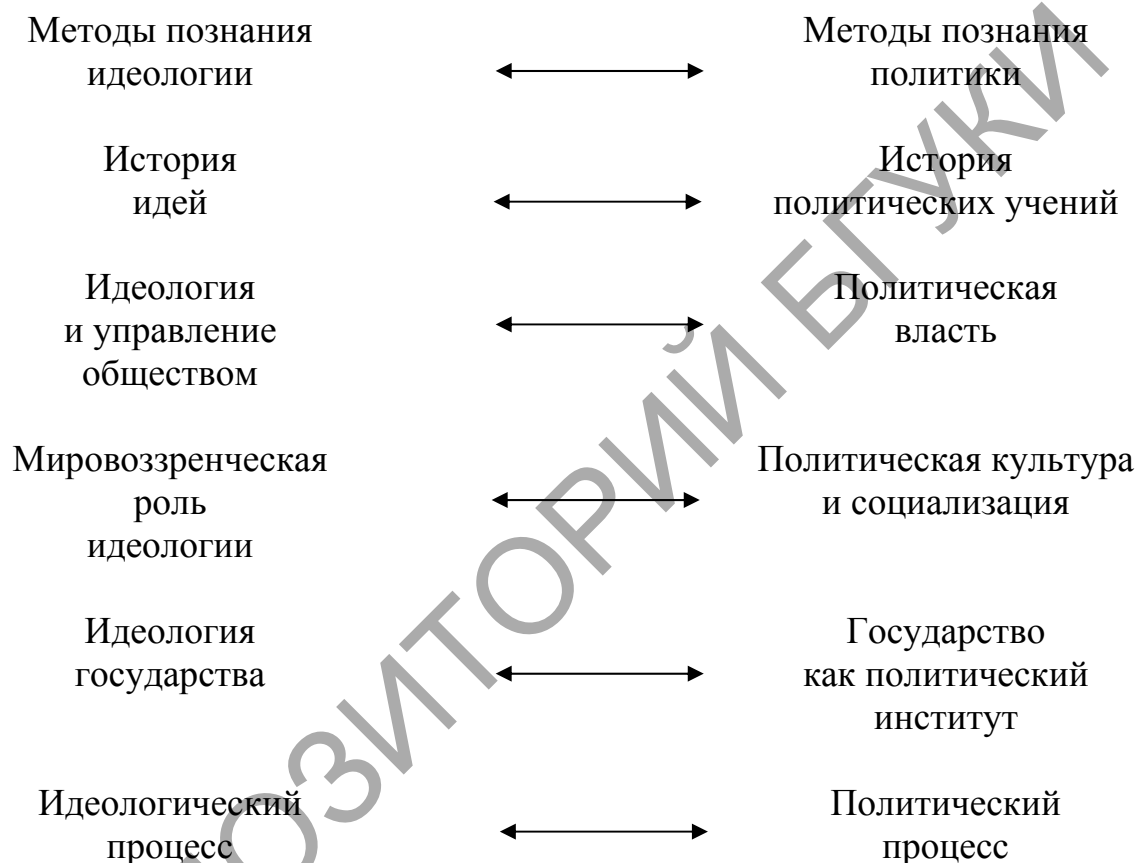 Методы познания
идеологии
Методы познания
политики
История
идей
История
политических учений
Идеология
и управление
обществом
Политическая
власть
Мировоззренческая
роль
идеологии
Политическая культура
и социализация
Идеология
государства
Государство
как политический
институт
Идеологический
процесс
Политический
процесс
ПОЗИТОРИЙ БГУКИ